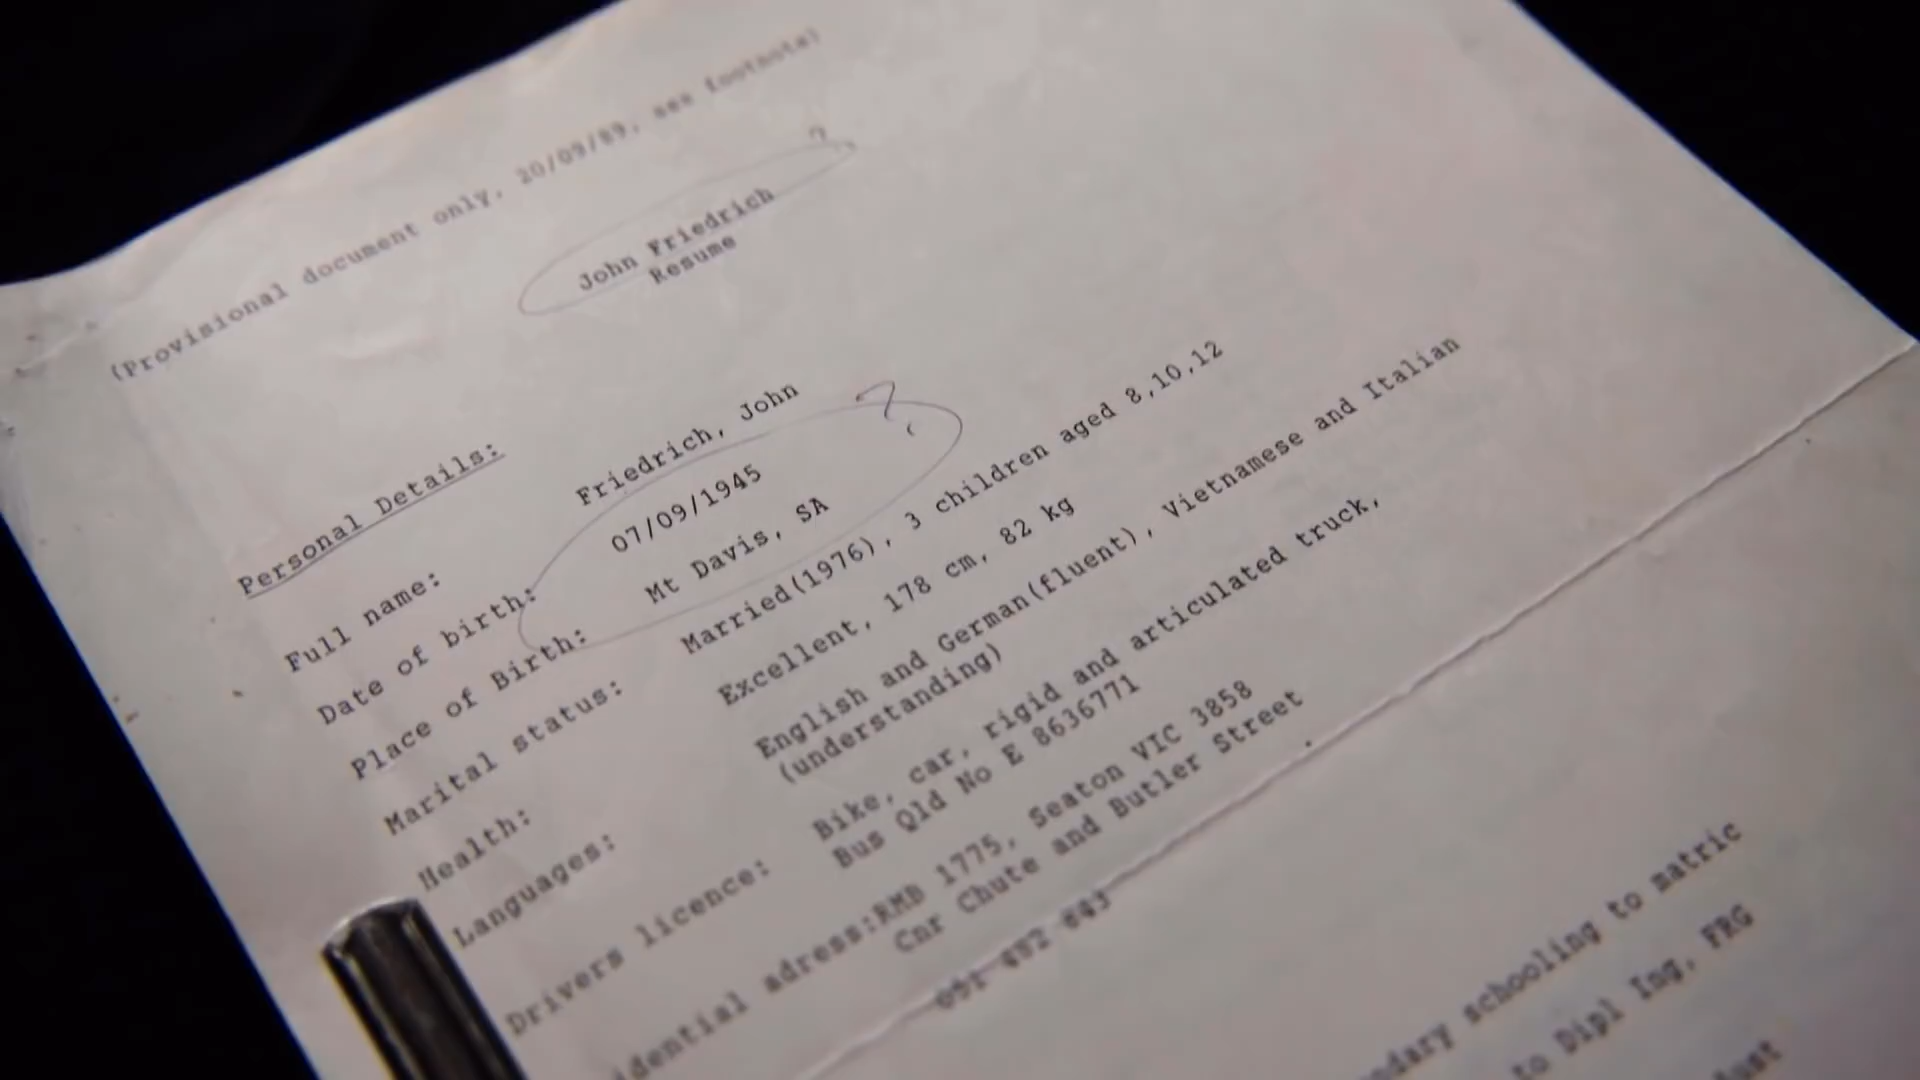 (Provisional document only, 20/09/89, see footnote)
?
John Friedrich
Resume
Personal Details:
Full name: Friedrich, John
?
Date of birth: 07/09/1945
Place of Birth: Mt Davis, SA
Marital status: Married(1976), 3 children aged 8,10,12
Health: Excellent, 178 cm, 82 kg
Languages: English and German(fluent), Vietnamese and Italian
(understanding)
Drivers licence: Bike, car, rigid and articulated truck,
Bus Qld No E 8636771
idential adress:RMB 1775, Seaton VIC 3858
Cnr Chute and Butler Street
ndary schooling to matric
to Dipl Ing, FRG